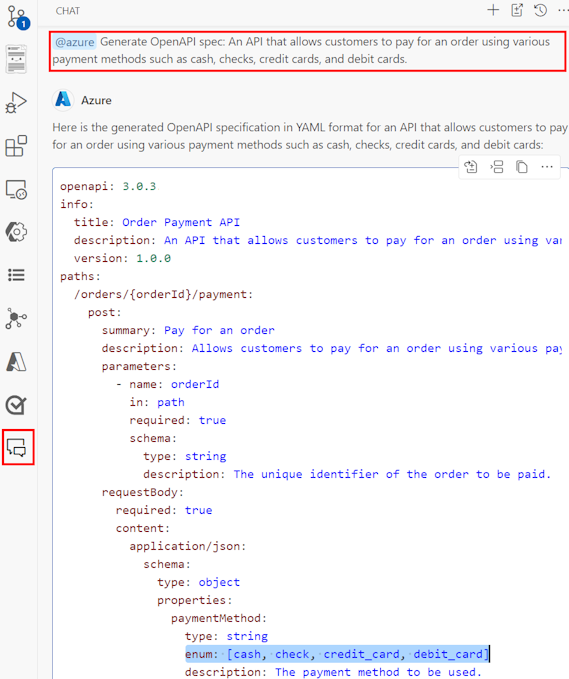 CHAT
1
@azure Generate OpenAPI spec: An API that allows customers to pay for an order using various
payment methods such as cash, checks, credit cards, and debit cards.
Azure
Here is the generated OpenAPI specification in YAML format for an API that allows customers to pay
for an order using various payment methods such as cash, checks, credit cards, and debit cards:
openapi: 3.0.3
info:
title: Order Payment API
description: An API that allows customers to pay for an order using var
version: 1.0.0
paths:
/orders/{orderId}/payment:
post:
summary: Pay for an order
description: Allows customers to pay for an order using various pay
parameters:
- name: orderId
in: path
required: true
schema:
type: string
description: The unique identifier of the order to be paid.
requestBody:
required: true
content:
application/json:
schema:
type: object
properties:
paymentMethod:
type: string
enum: [cash, check, credit_card, debit_card]
description: The payment method to be used.